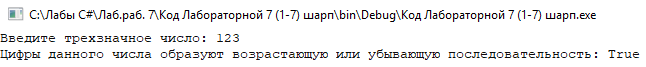 C:\Лабы C#\Лаб.раб. 7\Код Лабораторной 7 (1-7) шарп\bin\Debug\Код Лабораторной 7 (1-7) шарп.exe
Введите трехзначное число: 123
Цифры данного числа образуют возрастающую или убывающую последовательность: True